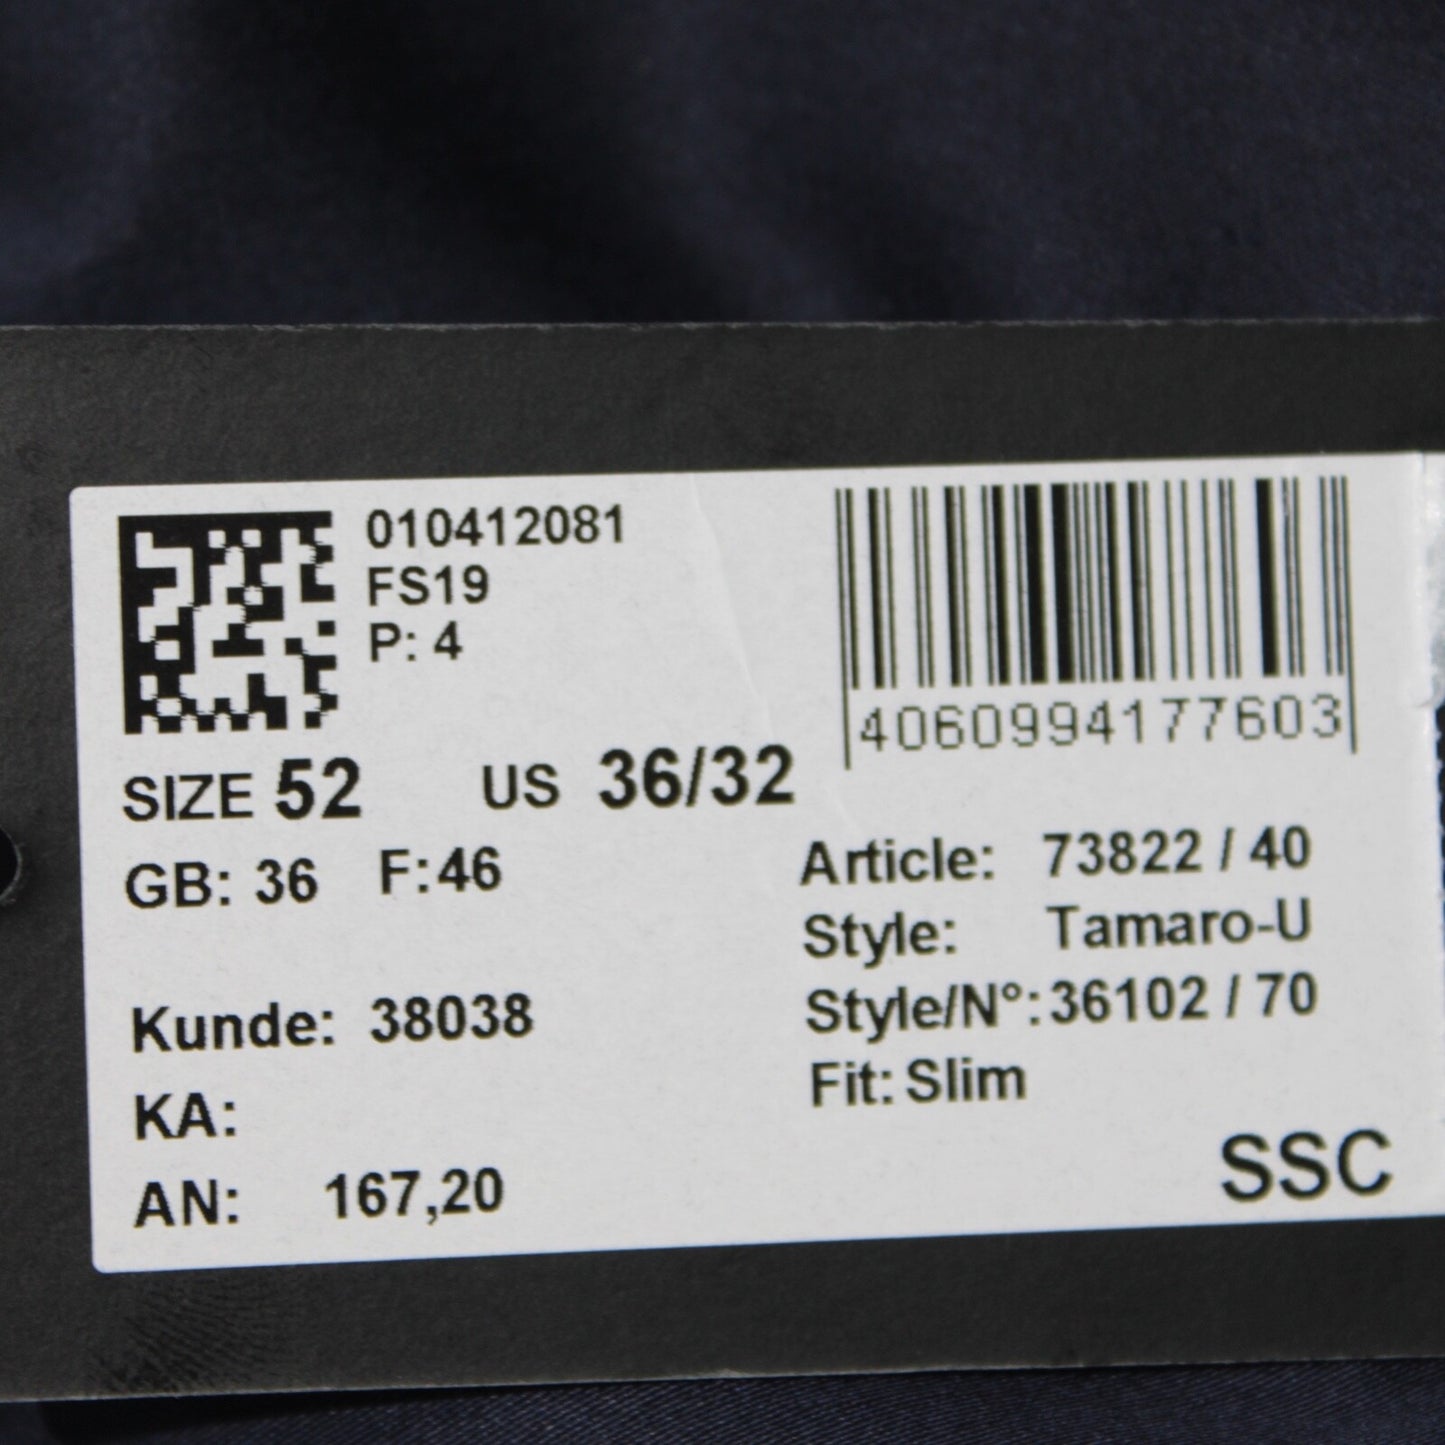 010412081
FS19
P: 4
4060994177603
SIZE 52 US 36/32
GB: 36 F:46
Article: 73822 / 40
Style: Tamaro-U
Style/N°:36102 / 70
Fit: Slim
Kunde: 38038
KA:
AN: 167,20
SSC